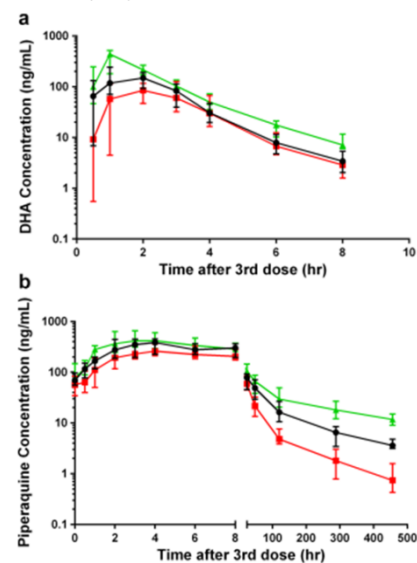 a
DHA Concentration (ng/mL)
1000
100
10
1
0.1
0 2 4 6 8 10
Time after 3rd dose (hr)
b
Piperaquine Concentration (ng/mL)
1000
100
10
1
0.1
0 2 4 6 8 100 200 300 400 500
Time after 3rd dose (hr)